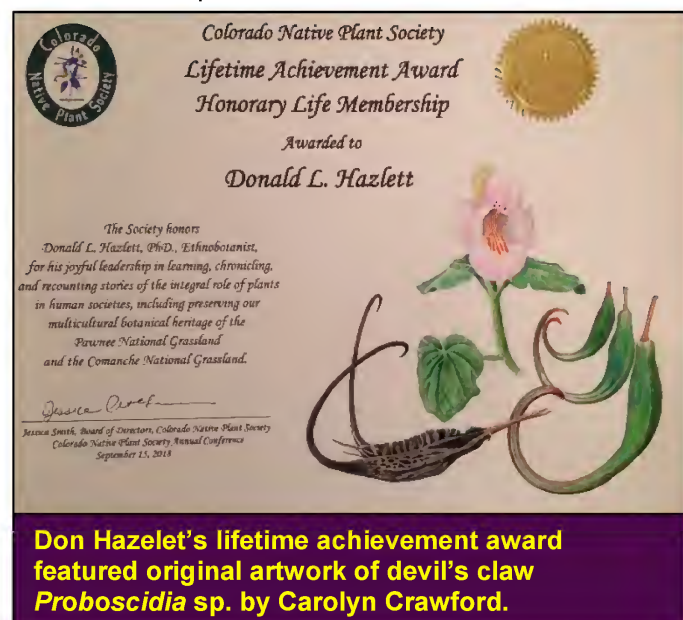 Colorado
Native Plant Society
Colorado Native Plant Society
Lifetime Achievement Award
Honorary Life Membership
Awarded to
Donald L. Hazlett
The Society honors
Donald L. Hazlett, PhD., Ethnobotanist,
for his joyful leadership in learning, chronicling,
and recounting stories of the integral role of plants
in human societies, including preserving our
multicultural botanical heritage of the
Pawnee National Grassland
and the Comanche National Grassland.
Jessica Smith, Board of Directors, Colorado Native Plant Society
Colorado Native Plant Society Annual Conference
September 15, 2018
Don Hazelet’s lifetime achievement award
featured original artwork of devil’s claw
Proboscidia sp. by Carolyn Crawford.